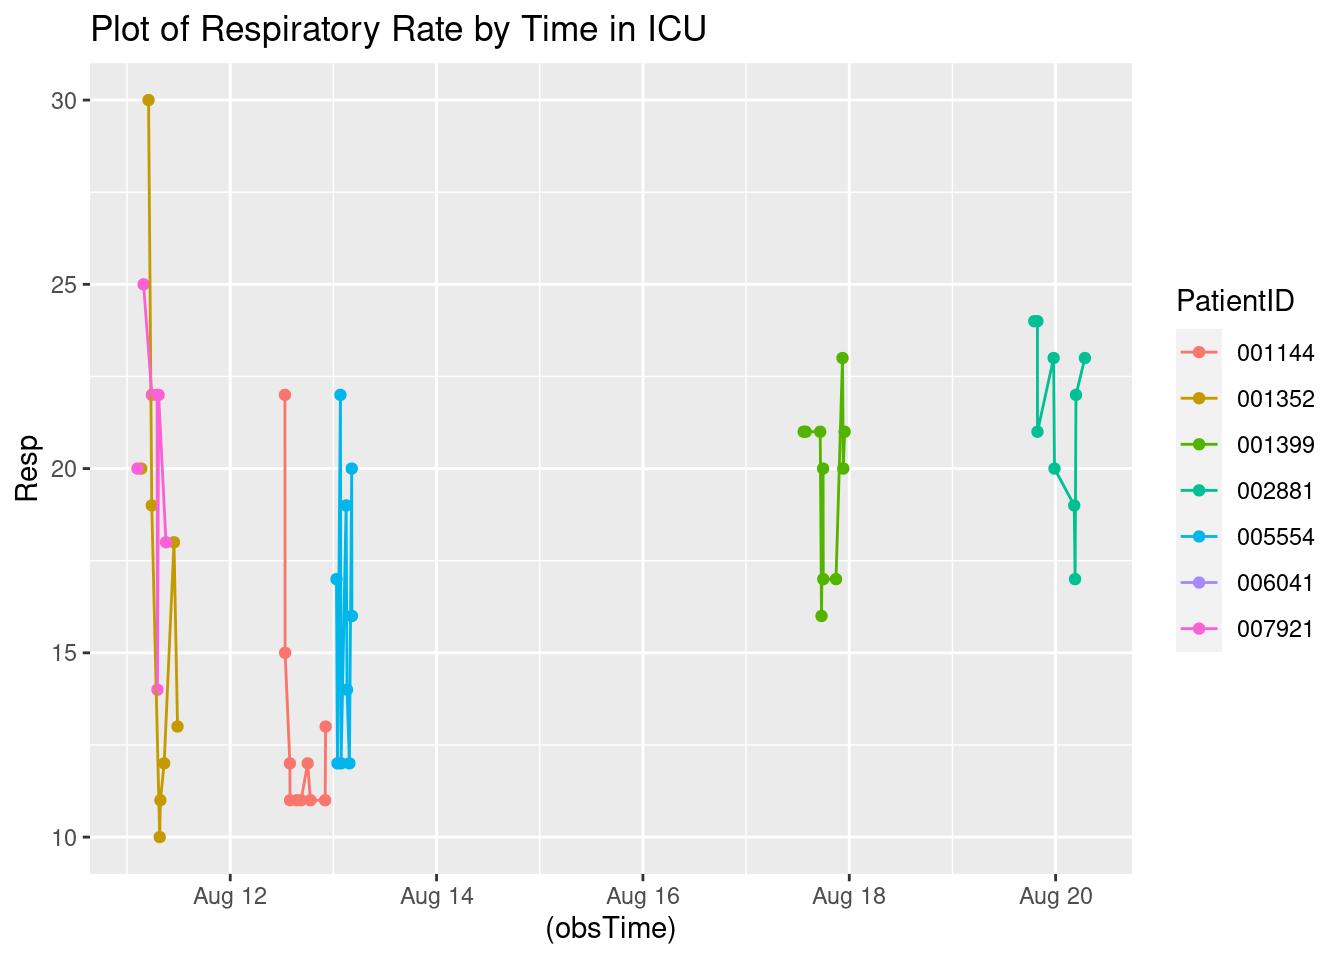 Plot of Respiratory Rate by Time in ICU
30
25
20
15
10
Resp
Aug 12
Aug 14
Aug 16
Aug 18
Aug 20
(obsTime)
PatientID
001144
001352
001399
002881
005554
006041
007921